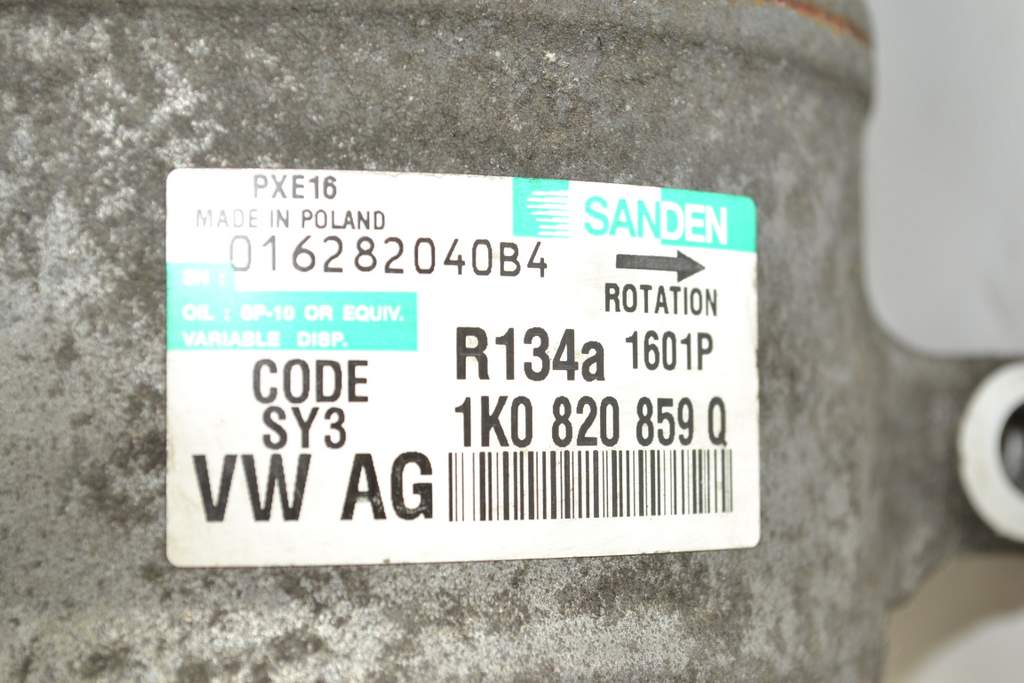 PXE16
MADE IN POLAND
SANDEN
016282040B4
SN :
ROTATION
OIL : SP-10 OR EQUIV.
VARIABLE DISP.
R134a 1601P
CODE
SY3
1K0 820 859 Q
VW AG